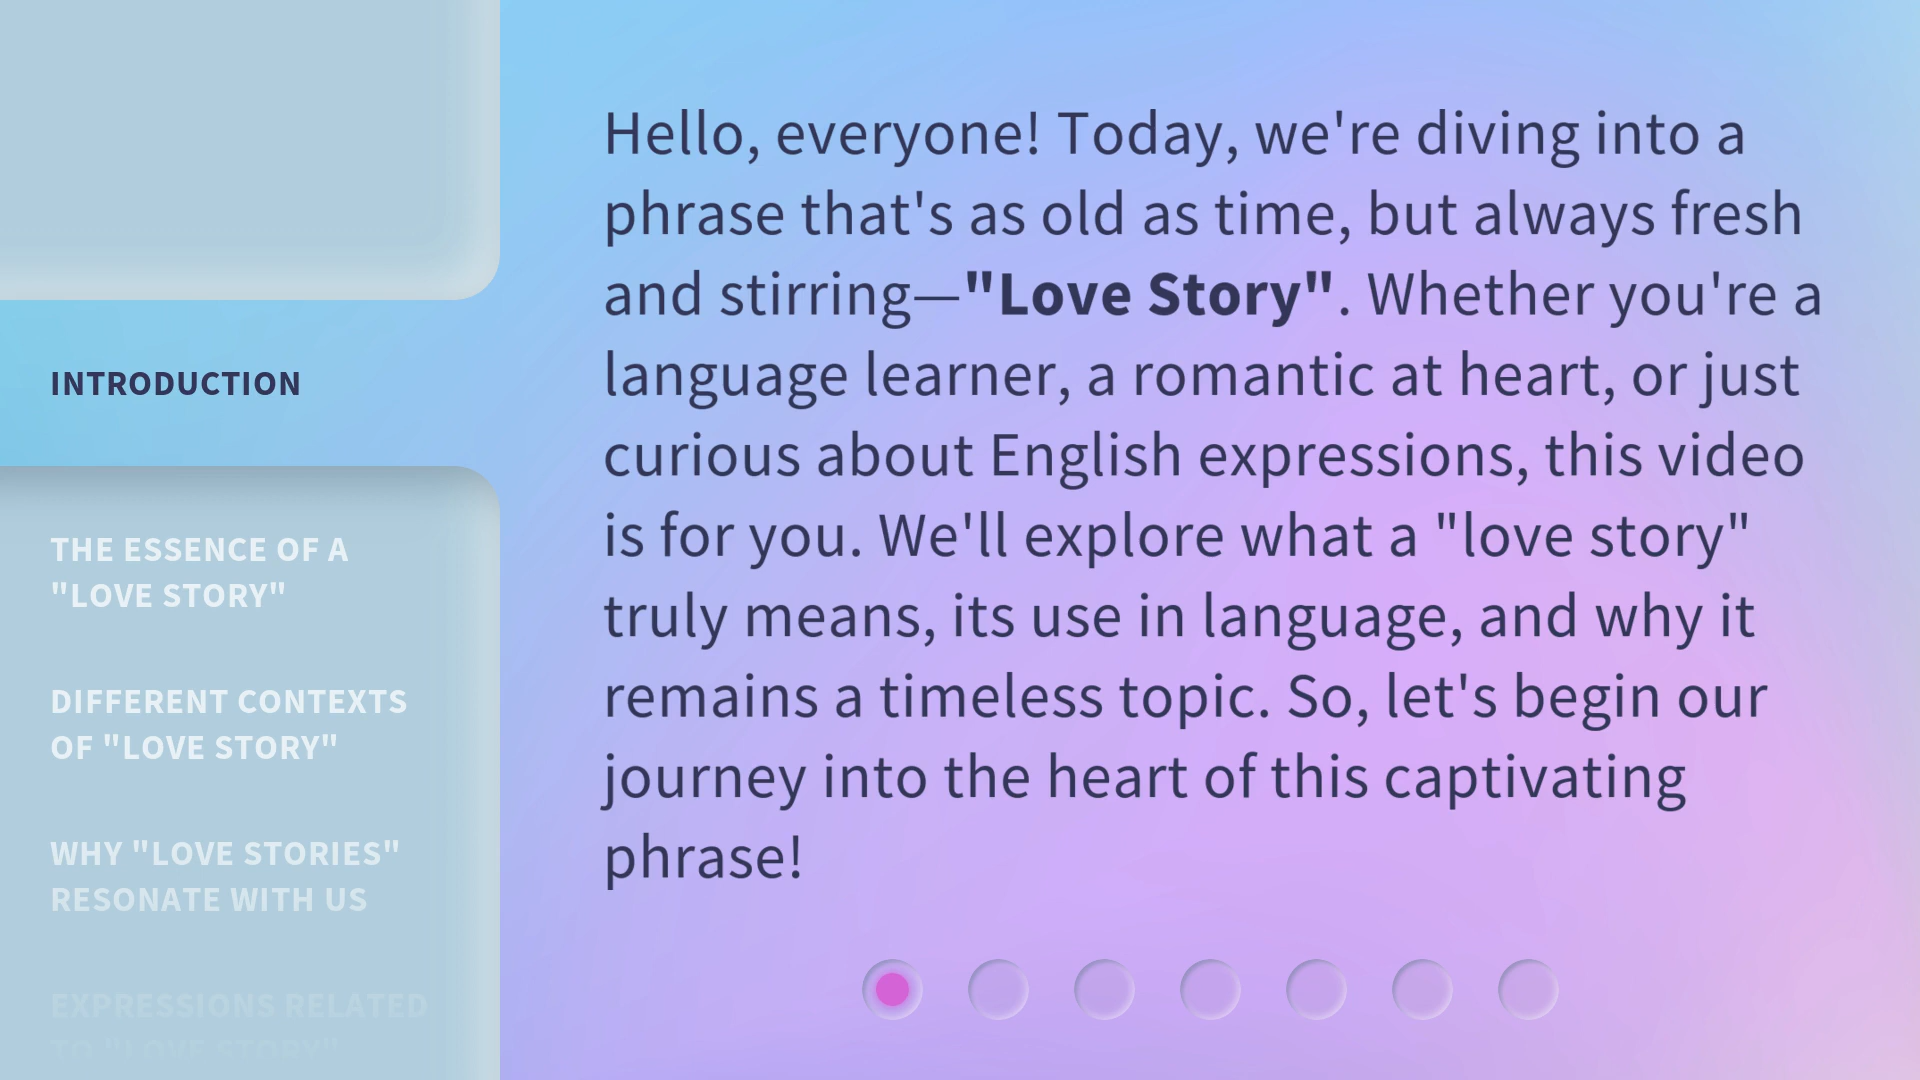 INTRODUCTION
THE ESSENCE OF A
"LOVE STORY"
DIFFERENT CONTEXTS
OF "LOVE STORY"
WHY "LOVE STORIES"
RESONATE WITH US
EXPRESSIONS RELATED
TO "LOVE STORY"
Hello, everyone! Today, we're diving into a
phrase that's as old as time, but always fresh
and stirring—"Love Story". Whether you're a
language learner, a romantic at heart, or just
curious about English expressions, this video
is for you. We'll explore what a "love story"
truly means, its use in language, and why it
remains a timeless topic. So, let's begin our
journey into the heart of this captivating
phrase!